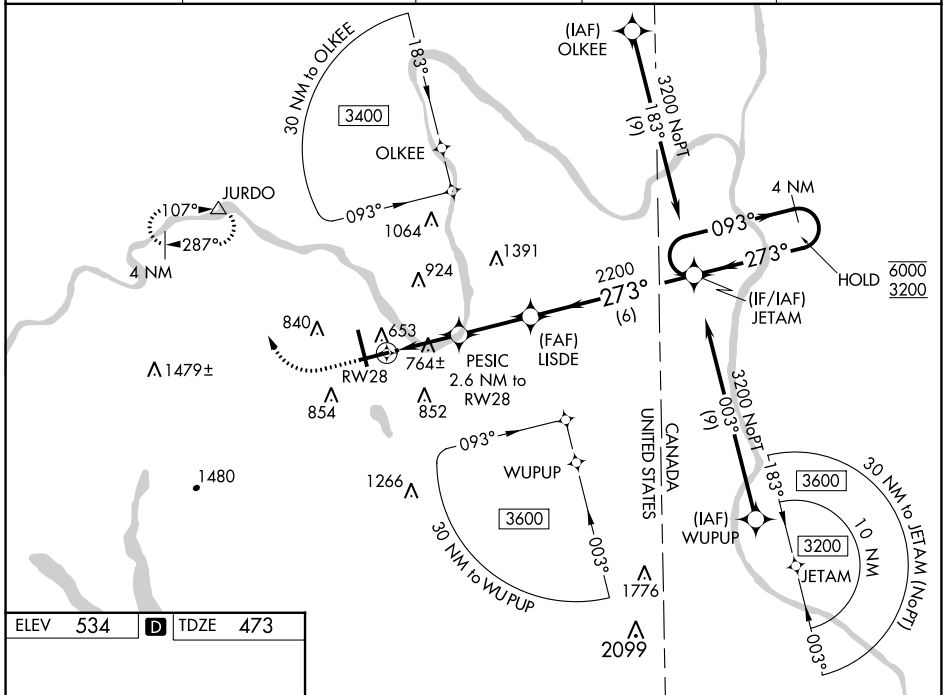 30 NM to OLKEE
183°
3400
OLKEE
093°
(IAF)
OLKEE
3200 NoPT
183°
(9)
JURDO
107°
287°
4 NM
1064
924
1391
4 NM
093°
273°
HOLD
6000
3200
(IF/IAF)
JETAM
2200
273°
(6)
840
653
764±
1479±
RW28
PESIC
2.6 NM to
RW28
(FAF)
LISDE
854
852
3200 NoPT
003°
(9)
CANADA
UNITED STATES
093°
WUPUP
3600
003°
30 NM to WUPUP
1480
1266
(IAF)
WUPUP
183°
3600
30 NM to JETAM (NoPT)
10 NM
3200
JETAM
003°
1776
2099
ELEV 534 D TDZE 473